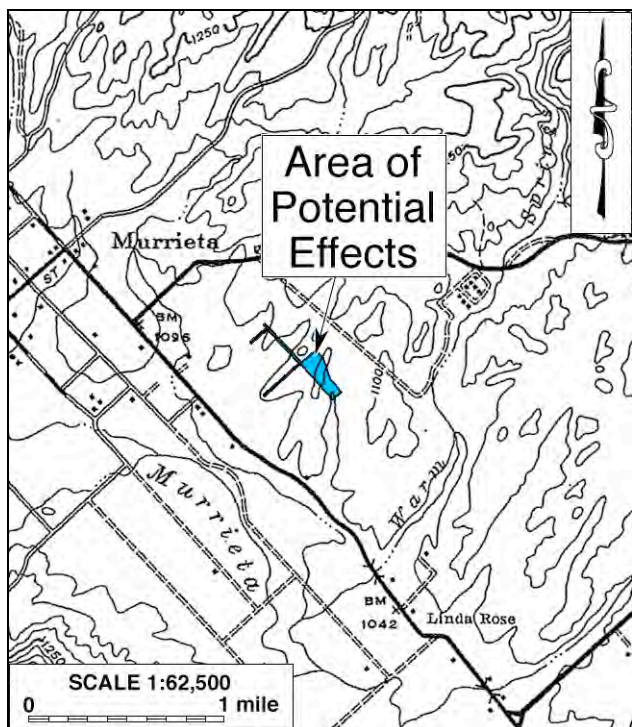 1250
Area of
Potential
Effects
Spring
Murrieta
ST
BM
1096
1100
Murrieta
Warm
BM
1042
Linda Rose
1250
SCALE 1:62,500
0 1 mile